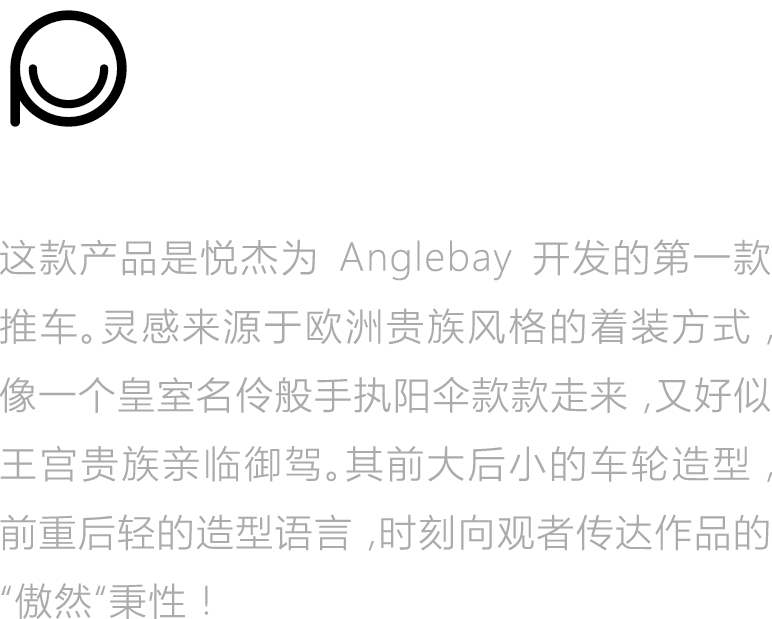 这款产品是悦杰为 Anglebay 开发的第一款
推车。灵感来源于欧洲贵族风格的着装方式，
像一个皇室名伶般手执阳伞款款走来，又好似
王宫贵族亲临御驾。其前大后小的车轮造型，
前重后轻的造型语言，时刻向观者传达作品的
“傲然“秉性！